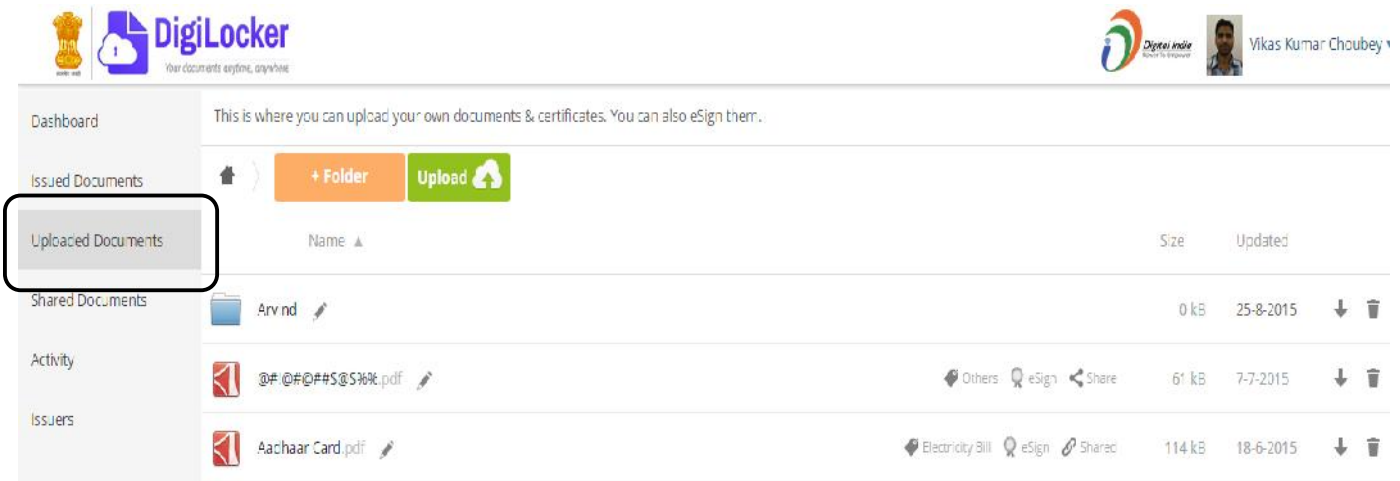 DigiLocker
Your documents anytime, anywhere
Digital India
Power To Empower
Vikas Kumar Choubey
Dashboard
Issued Documents
Uploaded Documents
Shared Documents
Activity
Issuers
This is where you can upload your own documents & certificates. You can also eSign them.
+ Folder
Upload
Name ▲ Size Updated
Arvind 0 kB 25-8-2015
Others eSign Share 61 kB 7-7-2015
Aadhaar Card.pdf Electricity Bill eSign Shared 114 kB 18-6-2015